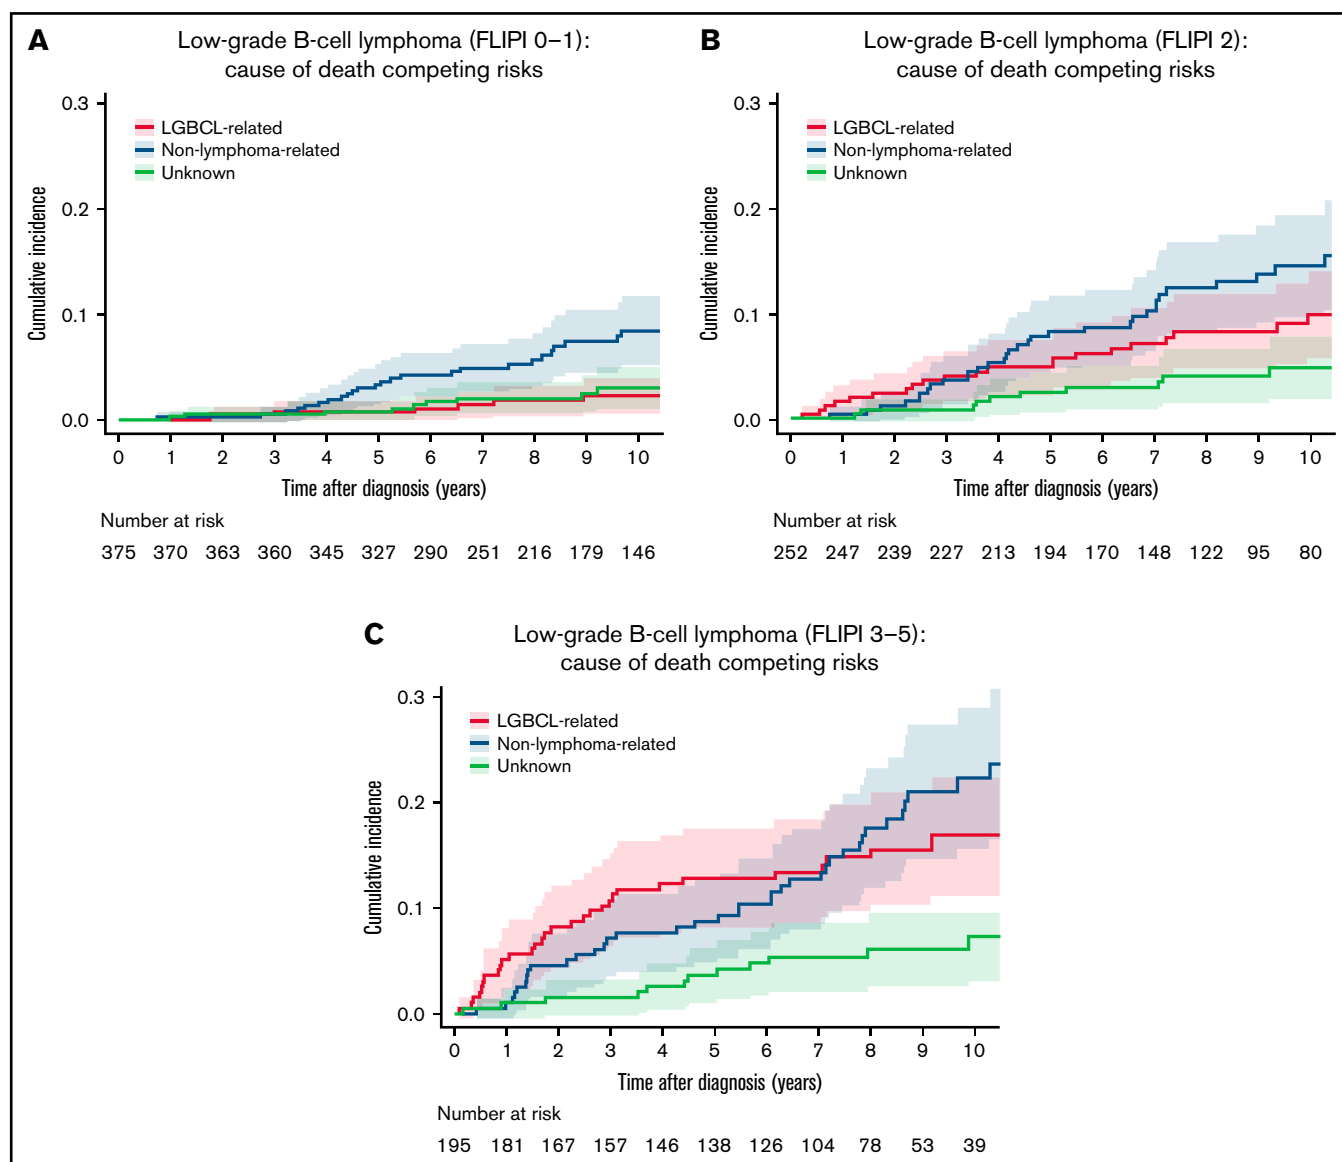 A
Low-grade B-cell lymphoma (FLIPI 0–1):
cause of death competing risks
0.3
0.2
0.1
0.0
Cumulative incidence
LGBCL-related
Non-lymphoma-related
Unknown
0 1 2 3 4 5 6 7 8 9 10
Time after diagnosis (years)
Number at risk
375 370 363 360 345 327 290 251 216 179 146
B
Low-grade B-cell lymphoma (FLIPI 2):
cause of death competing risks
0.3
0.2
0.1
0.0
Cumulative incidence
LGBCL-related
Non-lymphoma-related
Unknown
0 1 2 3 4 5 6 7 8 9 10
Time after diagnosis (years)
Number at risk
252 247 239 227 213 194 170 148 122 95 80
C
Low-grade B-cell lymphoma (FLIPI 3–5):
cause of death competing risks
0.3
0.2
0.1
0.0
Cumulative incidence
LGBCL-related
Non-lymphoma-related
Unknown
0 1 2 3 4 5 6 7 8 9 10
Time after diagnosis (years)
Number at risk
195 181 167 157 146 138 126 104 78 53 39